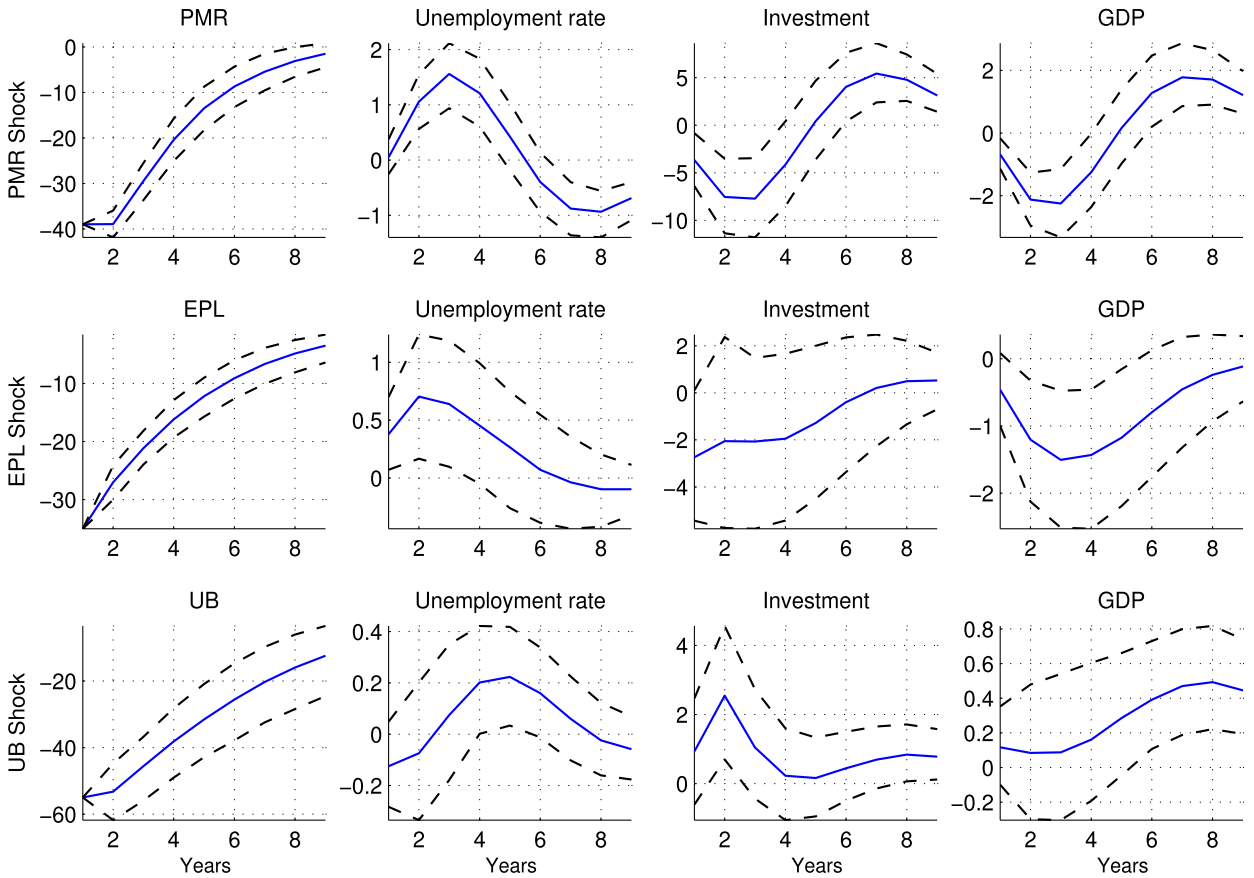 PMR Unemployment rate Investment GDP
PMR Shock
0 −10 −20 −30 −40
2 1 0 −1
5 0 −5 −10
2 0 −2
2 4 6 8 2 4 6 8 2 4 6 8 2 4 6 8
EPL Unemployment rate Investment GDP
EPL Shock
−10 −20 −30
1 0.5 0
2 0 −2 −4
0 −1 −2
2 4 6 8 2 4 6 8 2 4 6 8 2 4 6 8
UB Unemployment rate Investment GDP
UB Shock
−20 −40 −60
0.4 0.2 0 −0.2
4 2 0
0.8 0.6 0.4 0.2 0 −0.2
2 4 6 8 2 4 6 8 2 4 6 8 2 4 6 8
Years Years Years Years